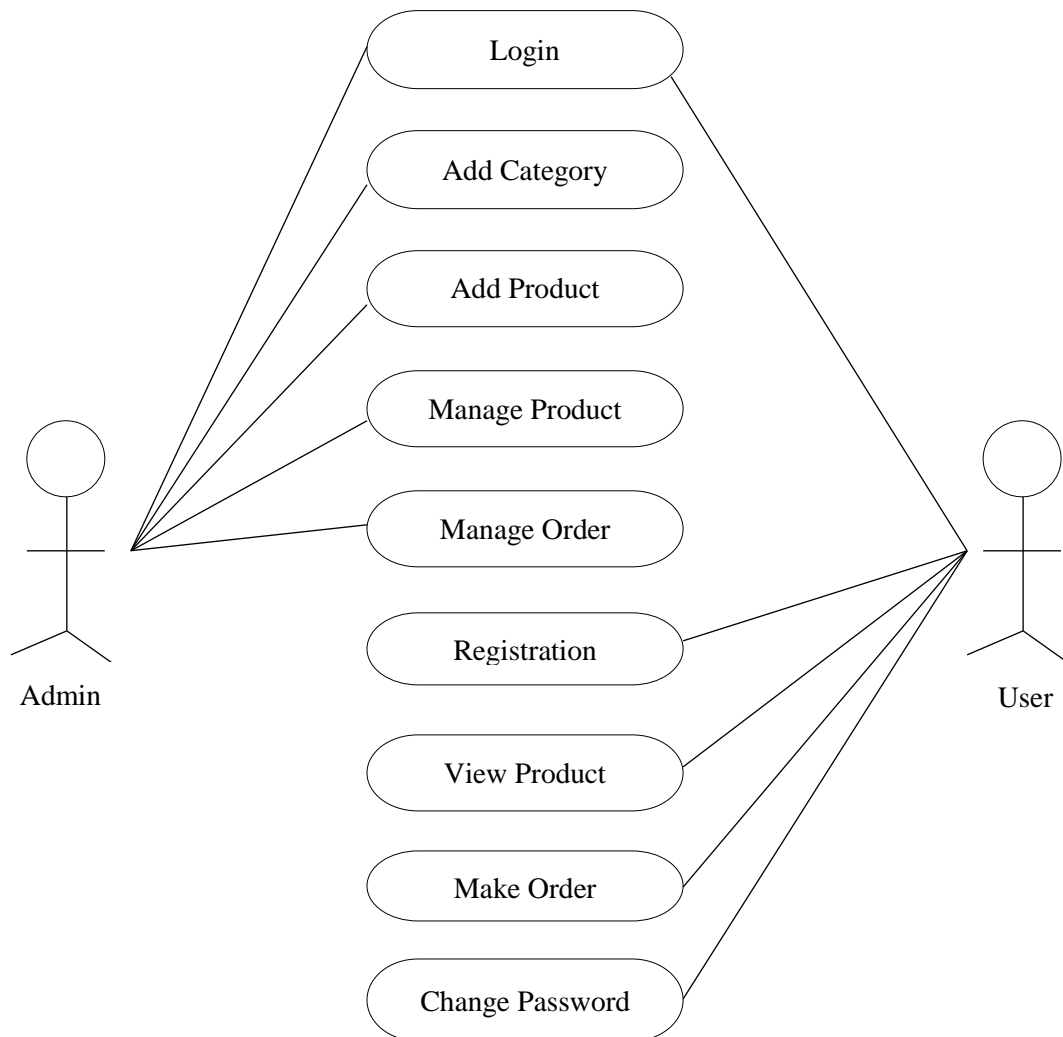 Login
Add Category
Add Product
Manage Product
Manage Order
Registration
Admin
User
View Product
Make Order
Change Password